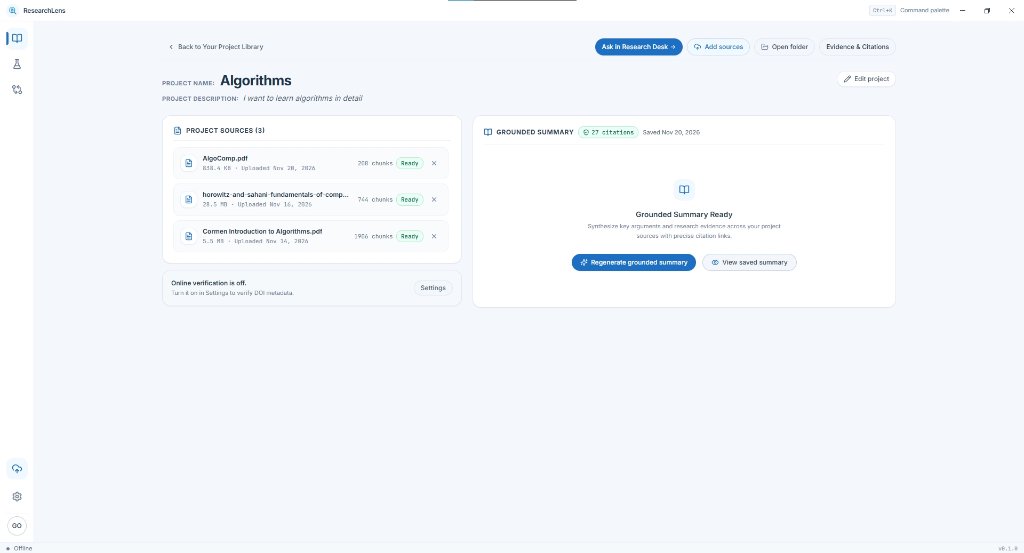 ResearchLens
Ctrl+K Command palette
Back to Your Project Library
Ask in Research Desk →
Add sources
Open folder
Evidence & Citations
PROJECT NAME: Algorithms
Edit project
PROJECT DESCRIPTION: I want to learn algorithms in detail
PROJECT SOURCES (3)
AlgoComp.pdf
838.4 KB · Uploaded Nov 20, 2026
208 chunks Ready
horowitz-and-sahani-fundamentals-of-comp...
28.5 MB · Uploaded Nov 16, 2026
744 chunks Ready
Cormen Introduction to Algorithms.pdf
5.5 MB · Uploaded Nov 14, 2026
1906 chunks Ready
Online verification is off.
Turn it on in Settings to verify DOI metadata.
Settings
GROUNDED SUMMARY 27 citations Saved Nov 20, 2026
Grounded Summary Ready
Synthesize key arguments and research evidence across your project
sources with precise citation links.
Regenerate grounded summary
View saved summary
GO
Offline
v0.1.0